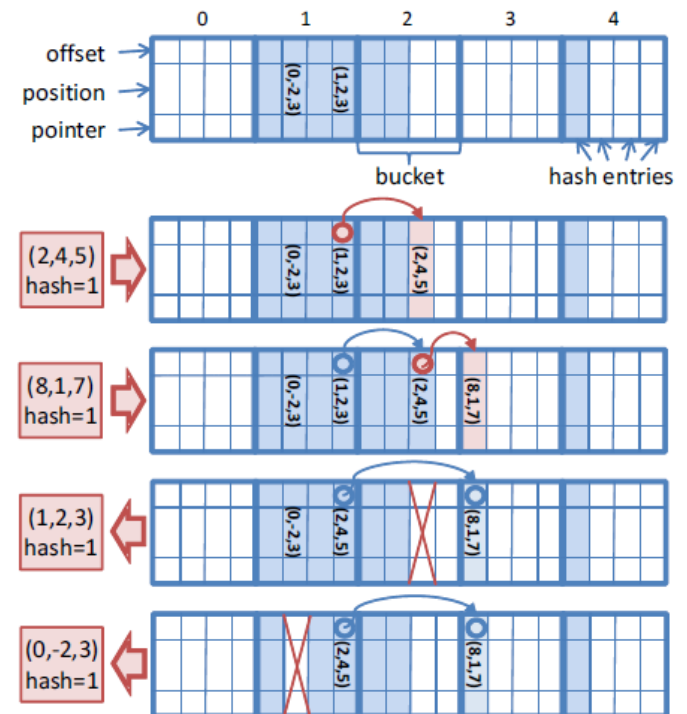 0 1 2 3 4
offset
position
pointer
(0,-2,3)
(1,2,3)
bucket
hash entries
(2,4,5)
hash=1
(0,-2,3)
(1,2,3)
(2,4,5)
(8,1,7)
hash=1
(0,-2,3)
(1,2,3)
(2,4,5)
(8,1,7)
(1,2,3)
hash=1
(0,-2,3)
(2,4,5)
(8,1,7)
(0,-2,3)
hash=1
(2,4,5)
(8,1,7)